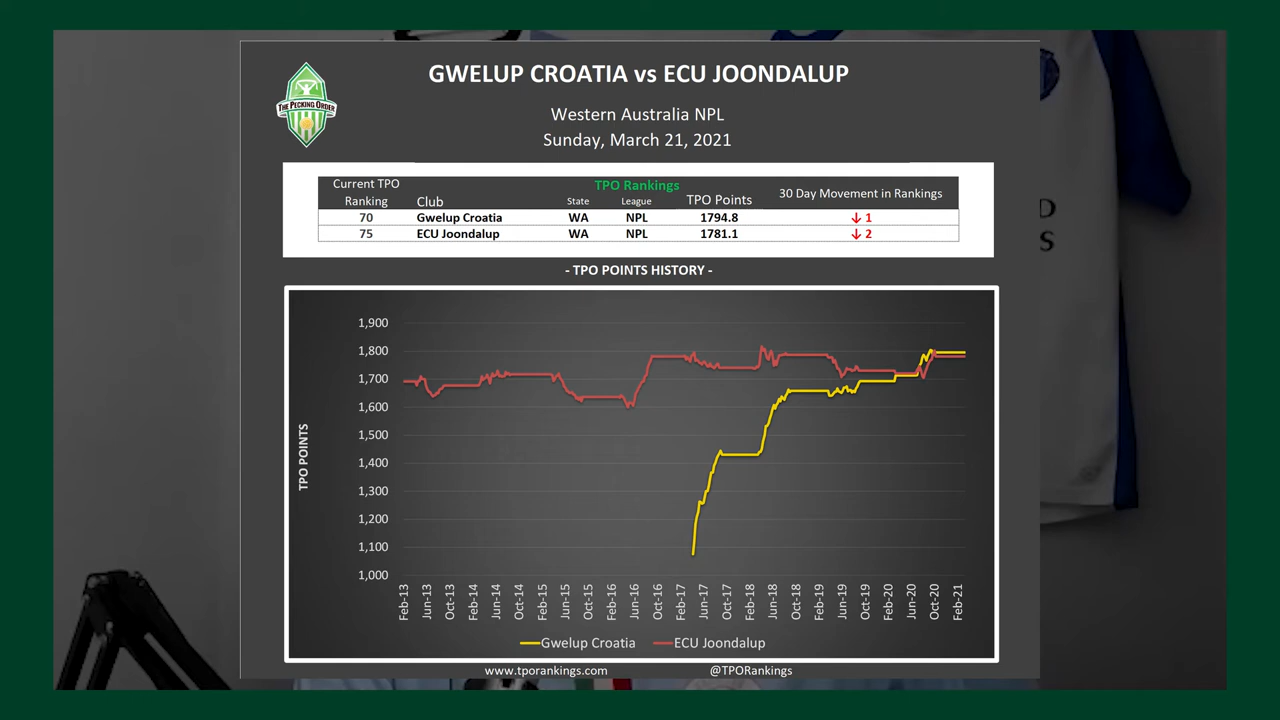 GWELUP CROATIA vs ECU JOONDALUP
THE PECKING ORDER
Western Australia NPL
Sunday, March 21, 2021
Current TPO Ranking Club TPO Rankings State League TPO Points 30 Day Movement in Rankings
70 Gwelup Croatia WA NPL 1794.8 ↓ 1
75 ECU Joondalup WA NPL 1781.1 ↓ 2
D
S
- TPO POINTS HISTORY -
TPO POINTS
1,900
1,800
1,700
1,600
1,500
1,400
1,300
1,200
1,100
1,000
Feb-13 Jun-13 Oct-13 Feb-14 Jun-14 Oct-14 Feb-15 Jun-15 Oct-15 Feb-16 Jun-16 Oct-16 Feb-17 Jun-17 Oct-17 Feb-18 Jun-18 Oct-18 Feb-19 Jun-19 Oct-19 Feb-20 Jun-20 Oct-20 Feb-21
Gwelup Croatia ECU Joondalup
www.tporankings.com @TPORankings